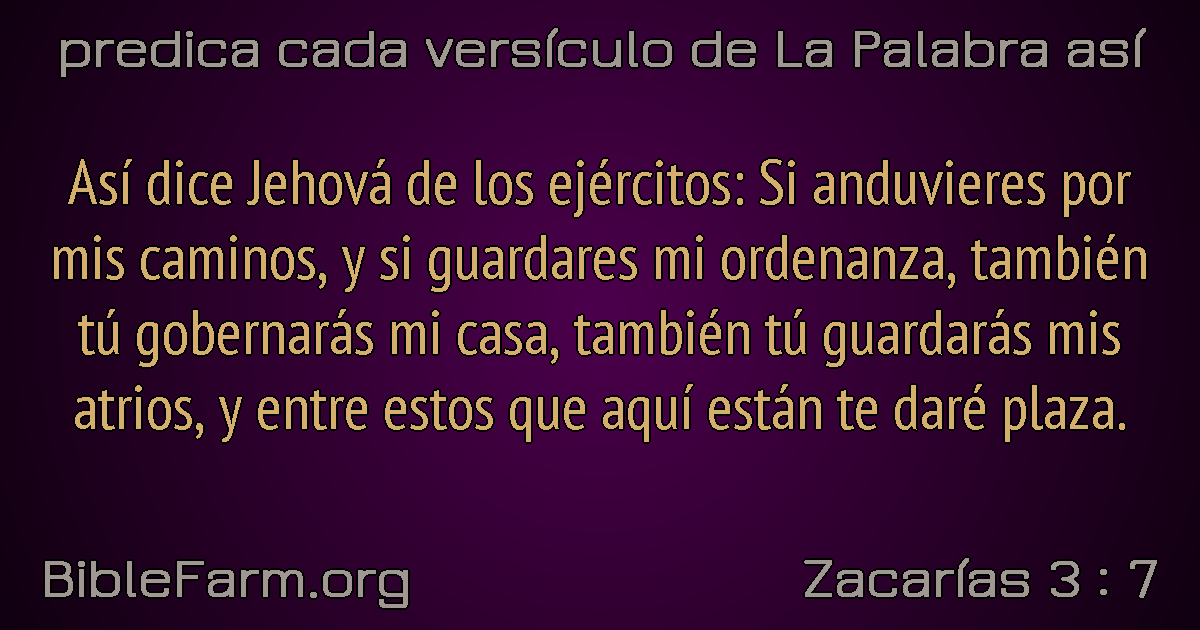 predica cada versículo de La Palabra así
Así dice Jehová de los ejércitos: Si anduvieres por
mis caminos, y si guardares mi ordenanza, también
tú gobernarás mi casa, también tú guardarás mis
atrios, y entre estos que aquí están te daré plaza.
BibleFarm.org
Zacarías 3 : 7